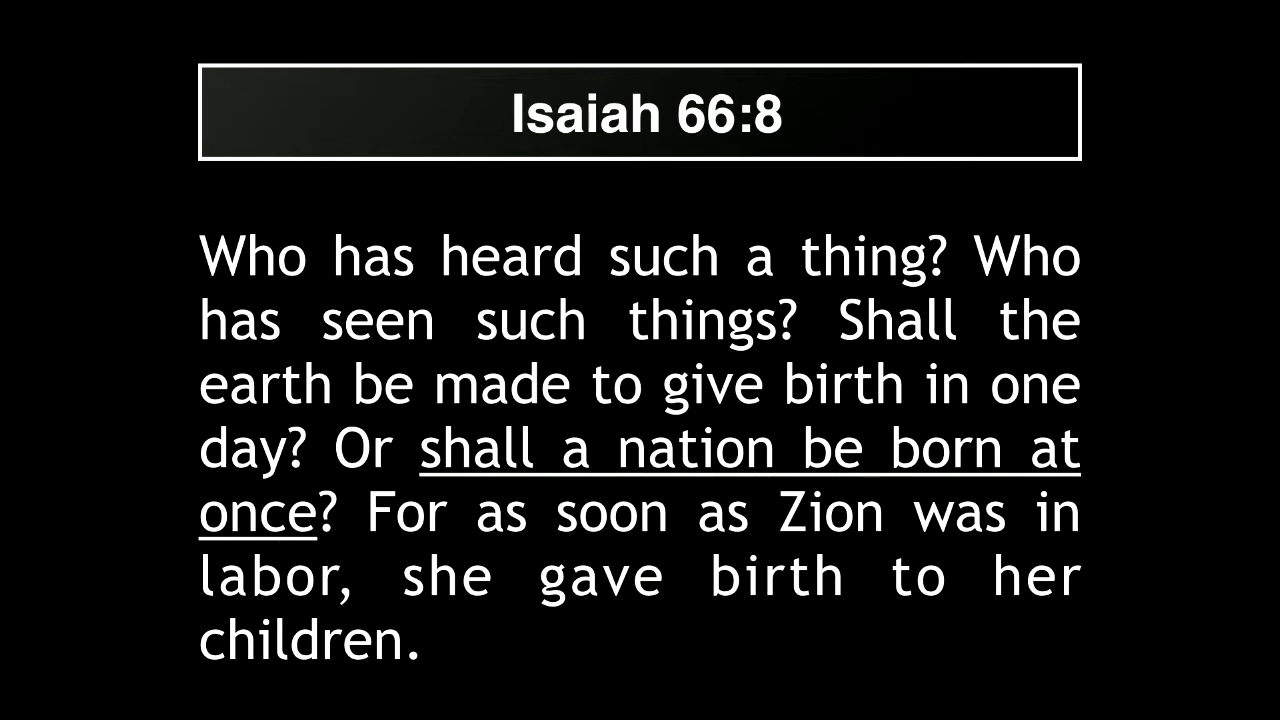 Isaiah 66:8
Who has heard such a thing? Who
has seen such things? Shall the
earth be made to give birth in one
day? Or shall a nation be born at
once? For as soon as Zion was in
labor, she gave birth to her
children.